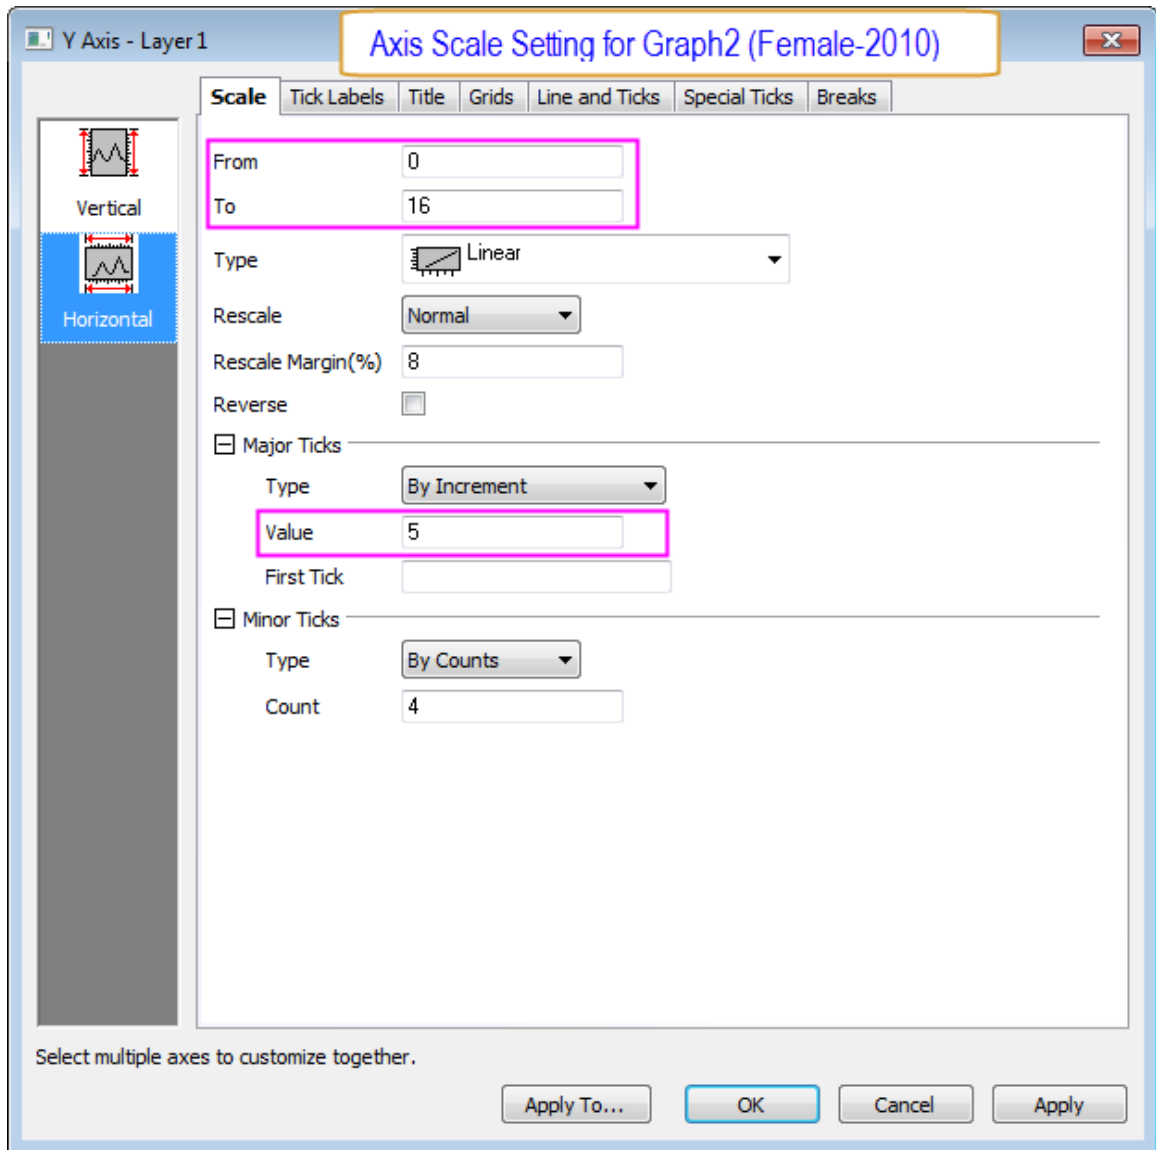 Y Axis - Layer 1
Axis Scale Setting for Graph2 (Female-2010)
Scale Tick Labels Title Grids Line and Ticks Special Ticks Breaks
Vertical
Horizontal
From 0
To 16
Type Linear
Rescale Normal
Rescale Margin(%) 8
Reverse
Major Ticks
Type By Increment
Value 5
First Tick
Minor Ticks
Type By Counts
Count 4
Select multiple axes to customize together.
Apply To... OK Cancel Apply